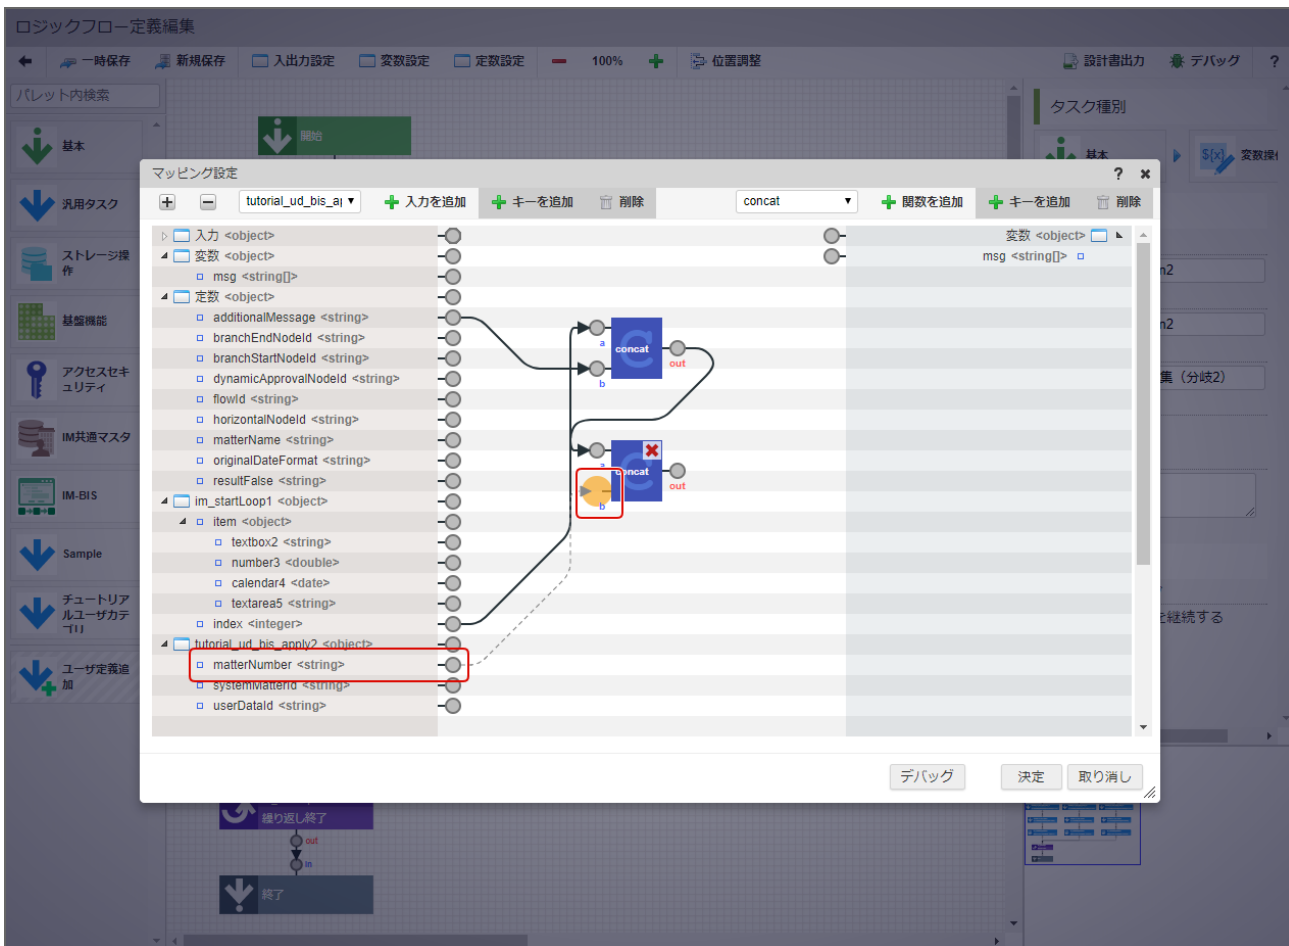 ロジックフロー定義編集
一時保存 新規保存 入出力設定 変数設定 定数設定 100% 位置調整 設計書出力 デバッグ ?
パレット内検索
基本
汎用タスク
ストレージ操
作
基盤機能
アクセスセキ
ュリティ
IM共通マスタ
IM-BIS
Sample
チュートリア
ルユーザカテ
ゴリ
ユーザ定義追
加
開始
タスク種別
基本 ${x} 変数操
マッピング設定 ?
tutorial_ud_bis_a 入力を追加 キーを追加 削除 concat 関数を追加 キーを追加 削除
入力 <object>
変数 <object>
msg <string[]>
定数 <object>
additionalMessage <string>
branchEndNodeId <string>
branchStartNodeId <string>
dynamicApprovalNodeId <string>
flowId <string>
horizontalNodeId <string>
matterName <string>
originalDateFormat <string>
resultFalse <string>
im_startLoop1 <object>
item <object>
textbox2 <string>
number3 <double>
calendar4 <date>
textarea5 <string>
index <integer>
tutorial_ud_bis_apply2 <object>
matterNumber <string>
systemMatterId <string>
userDataId <string>
a
concat
out
b
a
concat
out
b
変数 <object>
msg <string[]>
n2
n2
集（分岐2）
を継続する
デバッグ 決定 取り消し
繰り返し終了
out
in
終了